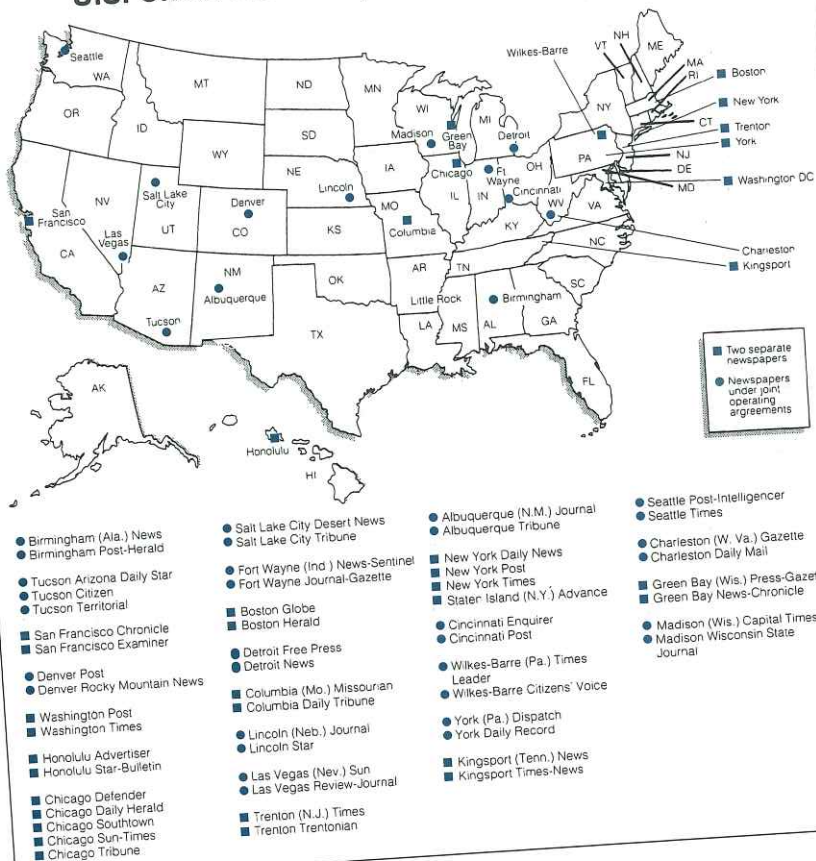 Wilkes-Barre
NH
VT
ME
MA
RI
Boston
New York
CT
Trenton
York
NJ
DE
MD
Washington DC
Seattle
WA
OR
ID
MT
ND
MN
SD
WY
NE
IA
WI
MI
Green
Bay
Madison
Detroit
Chicago
NY
PA
OH
Ft
Wayne
Cincinnati
IL
IN
WV
VA
KY
NV
Salt Lake
City
UT
Denver
CO
Lincoln
KS
MO
Columbia
San
Francisco
CA
Las
Vegas
AZ
Tucson
NM
Albuquerque
OK
TX
AR
Little Rock
LA
TN
MS
AL
Birmingham
GA
NC
SC
FL
Charleston
Kingsport
AK
Honolulu
HI
Two separate
newspapers
Newspapers
under joint
operating
argreements
Birmingham (Ala.) News
Birmingham Post-Herald
Tucson Arizona Daily Star
Tucson Citizen
Tucson Territorial
San Francisco Chronicle
San Francisco Examiner
Denver Post
Denver Rocky Mountain News
Washington Post
Washington Times
Honolulu Advertiser
Honolulu Star-Bulletin
Chicago Defender
Chicago Daily Herald
Chicago Southtown
Chicago Sun-Times
Chicago Tribune
Salt Lake City Desert News
Salt Lake City Tribune
Fort Wayne (Ind ) News-Sentinel
Fort Wayne Journal-Gazette
Boston Globe
Boston Herald
Detroit Free Press
Detroit News
Columbia (Mo.) Missourian
Columbia Daily Tribune
Lincoln (Neb.) Journal
Lincoln Star
Las Vegas (Nev.) Sun
Las Vegas Review-Journal
Trenton (N.J.) Times
Trenton Trentonian
Albuquerque (N.M.) Journal
Albuquerque Tribune
New York Daily News
New York Post
New York Times
Staten Island (N.Y.) Advance
Cincinnati Enquirer
Cincinnati Post
Wilkes-Barre (Pa.) Times
Leader
Wilkes-Barre Citizens' Voice
York (Pa.) Dispatch
York Daily Record
Kingsport (Tenn.) News
Kingsport Times-News
Seattle Post-Intelligencer
Seattle Times
Charleston (W. Va.) Gazette
Charleston Daily Mail
Green Bay (Wis.) Press-Gazet
Green Bay News-Chronicle
Madison (Wis.) Capital Times
Madison Wisconsin State
Journal